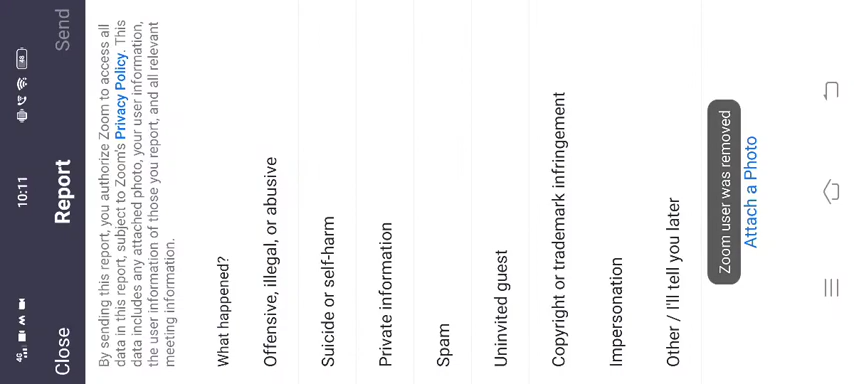 4G
10:11
48
Close
Report
Send
By sending this report, you authorize Zoom to access all
data in this report, subject to Zoom's Privacy Policy. This
data includes any attached photo, your user information,
the user information of those you report, and all relevant
meeting information.
What happened?
Offensive, illegal, or abusive
Suicide or self-harm
Private information
Spam
Uninvited guest
Copyright or trademark infringement
Impersonation
Other / I'll tell you later
Zoom user was removed
Attach a Photo